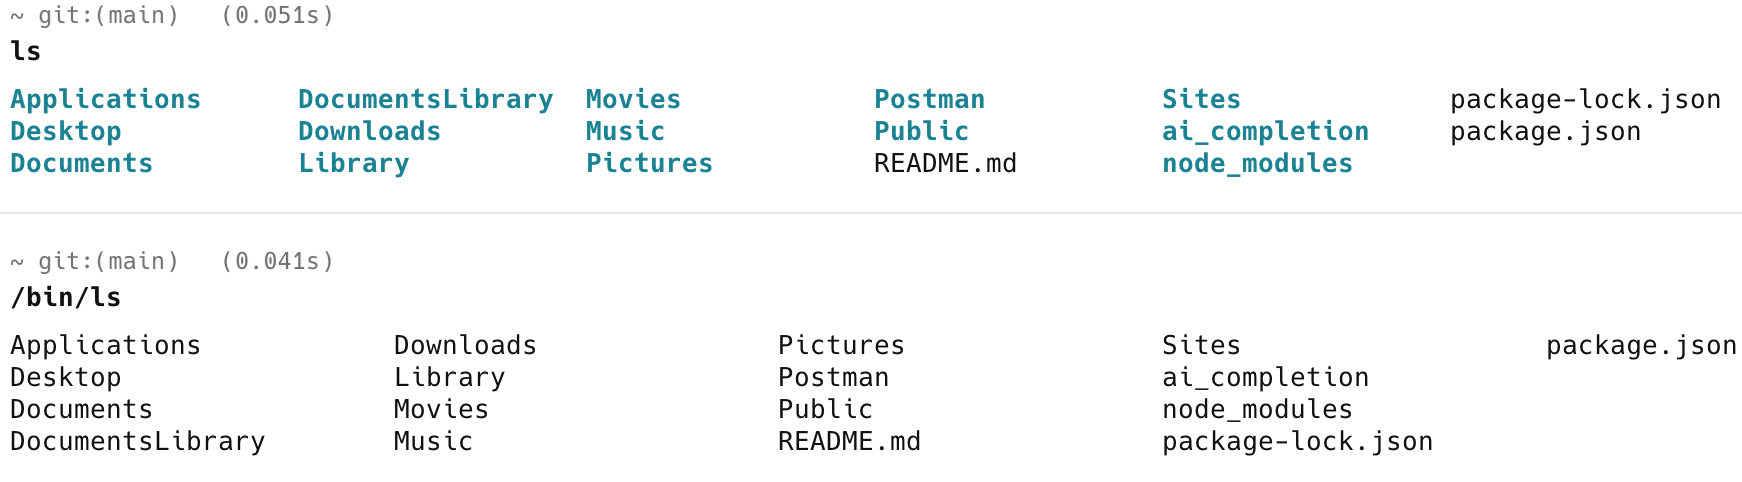 ~ git:(main) (0.051s)
ls
Applications DocumentsLibrary Movies Postman Sites package-lock.json
Desktop Downloads Music Public ai_completion package.json
Documents Library Pictures README.md node_modules
~ git:(main) (0.041s)
/bin/ls
Applications Downloads Pictures Sites package.json
Desktop Library Postman ai_completion
Documents Movies Public node_modules
DocumentsLibrary Music README.md package-lock.json